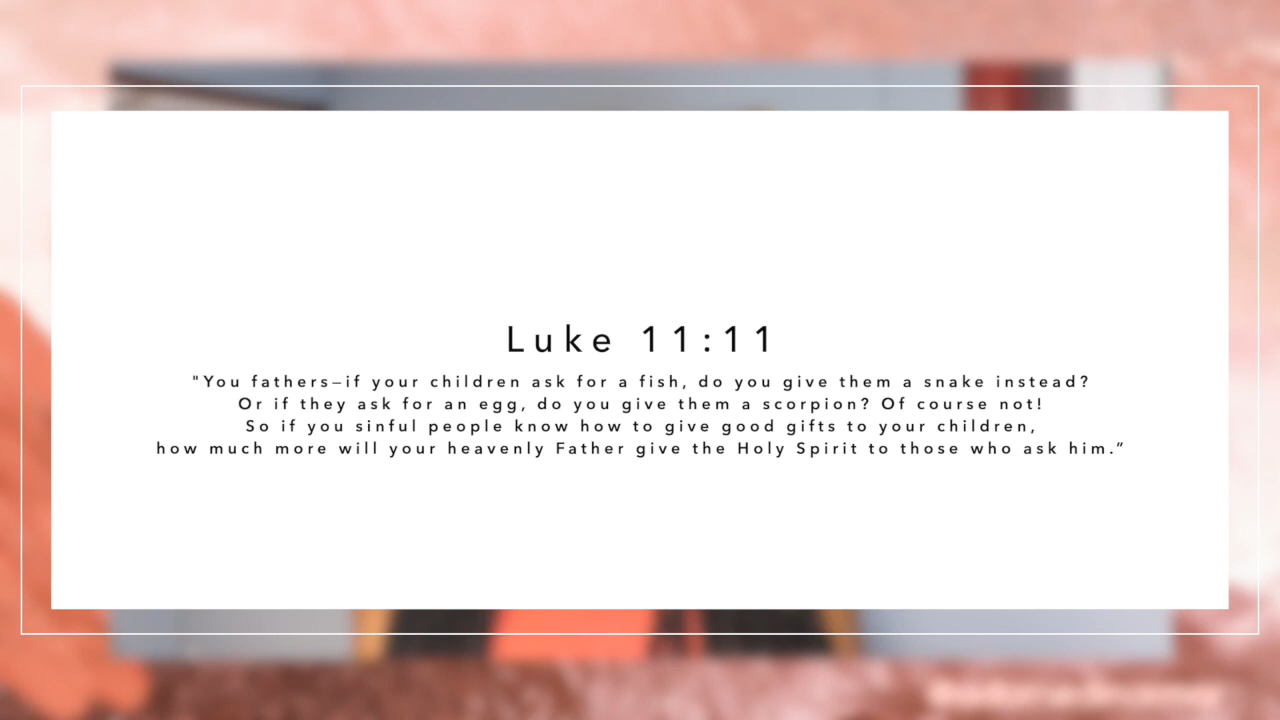 Luke 11:11
"You fathers–if your children ask for a fish, do you give them a snake instead?
Or if they ask for an egg, do you give them a scorpion? Of course not!
So if you sinful people know how to give good gifts to your children,
how much more will your heavenly Father give the Holy Spirit to those who ask him.”